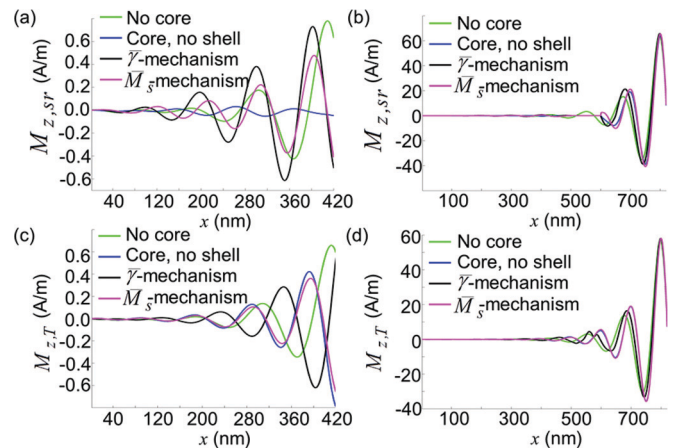 (a)
No core
Core, no shell
γ̅-mechanism
M̅ s̅-mechanism
M z,sr (A/m)
0.6
0.4
0.2
0.0
-0.2
-0.4
-0.6
40 120 200 280 360 420
x (nm)
(b)
No core
Core, no shell
γ̅-mechanism
M̅ s̅-mechanism
M z,sr (A/m)
80
60
40
20
0
-20
-40
100 300 500 700
x (nm)
(c)
No core
Core, no shell
γ̅-mechanism
M̅ s̅-mechanism
M z,T (A/m)
0.6
0.4
0.2
0.0
-0.2
-0.4
-0.6
40 120 200 280 360 420
x (nm)
(d)
No core
Core, no shell
γ̅-mechanism
M̅ s̅-mechanism
M z,T (A/m)
60
40
20
0
-20
-40
0 100 300 500 700
x (nm)